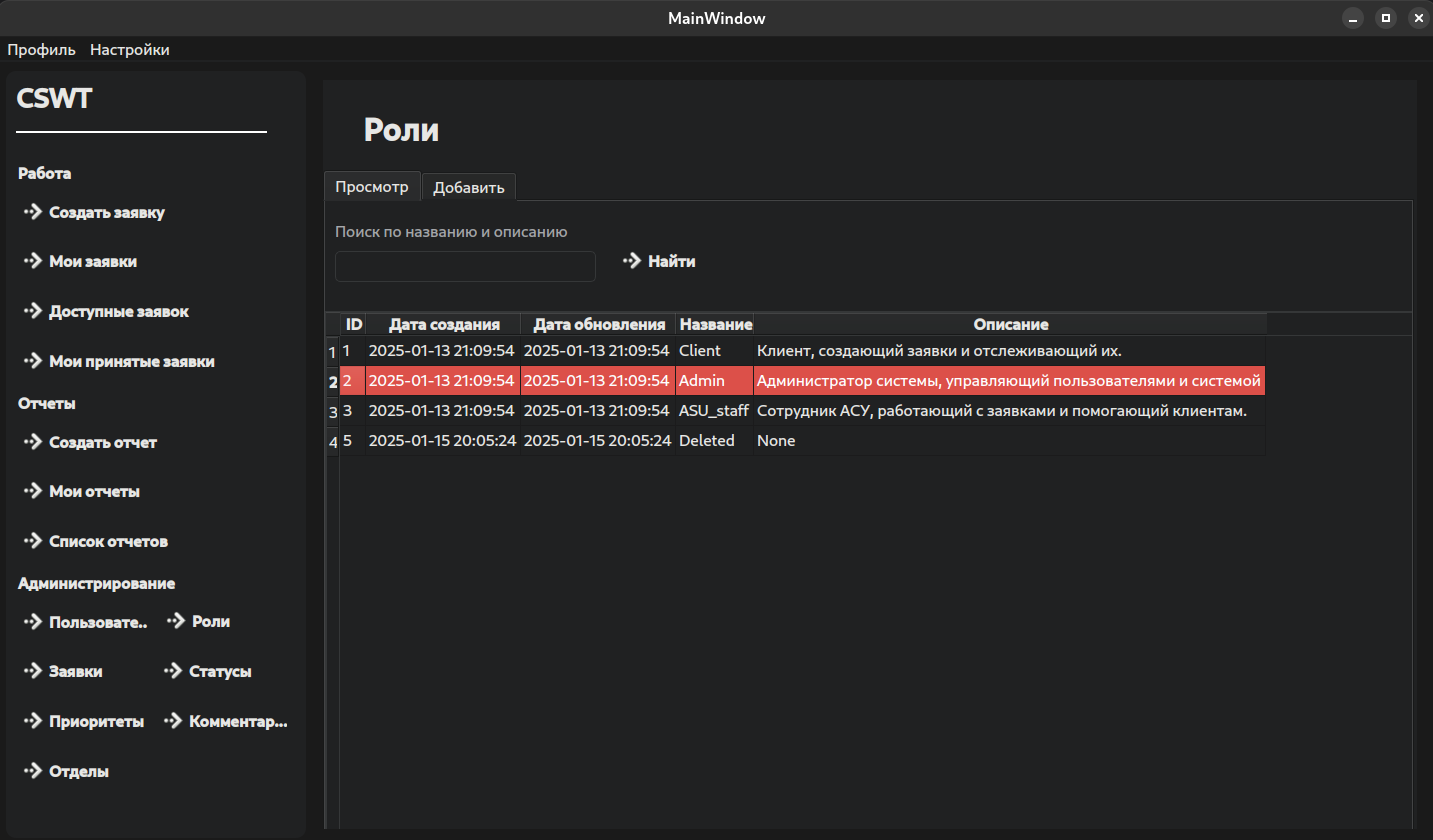 MainWindow
Профиль Настройки
CSWT
Работа
Создать заявку
Мои заявки
Доступные заявок
Мои принятые заявки
Отчеты
Создать отчет
Мои отчеты
Список отчетов
Администрирование
Пользовате.. Роли
Заявки Статусы
Приоритеты Комментар...
Отделы
Роли
Просмотр Добавить
Поиск по названию и описанию
Найти
ID Дата создания Дата обновления Название Описание
1 1 2025-01-13 21:09:54 2025-01-13 21:09:54 Client Клиент, создающий заявки и отслеживающий их.
2 2 2025-01-13 21:09:54 2025-01-13 21:09:54 Admin Администратор системы, управляющий пользователями и системой
3 3 2025-01-13 21:09:54 2025-01-13 21:09:54 ASU_staff Сотрудник АСУ, работающий с заявками и помогающий клиентам.
4 5 2025-01-15 20:05:24 2025-01-15 20:05:24 Deleted None